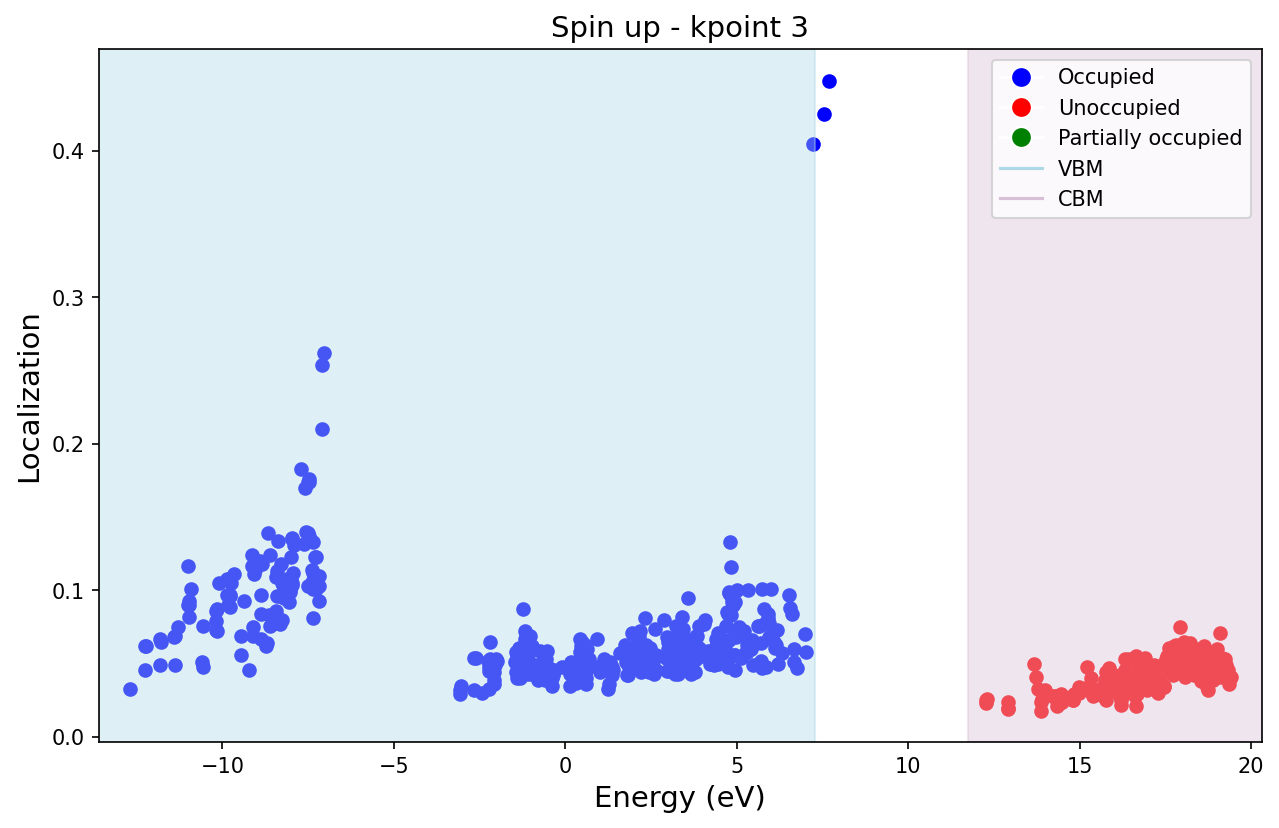 Spin up - kpoint 3
Localization
0.4
0.3
0.2
0.1
0.0
Occupied
Unoccupied
Partially occupied
VBM
CBM
−10
−5
0
5
10
15
20
Energy (eV)